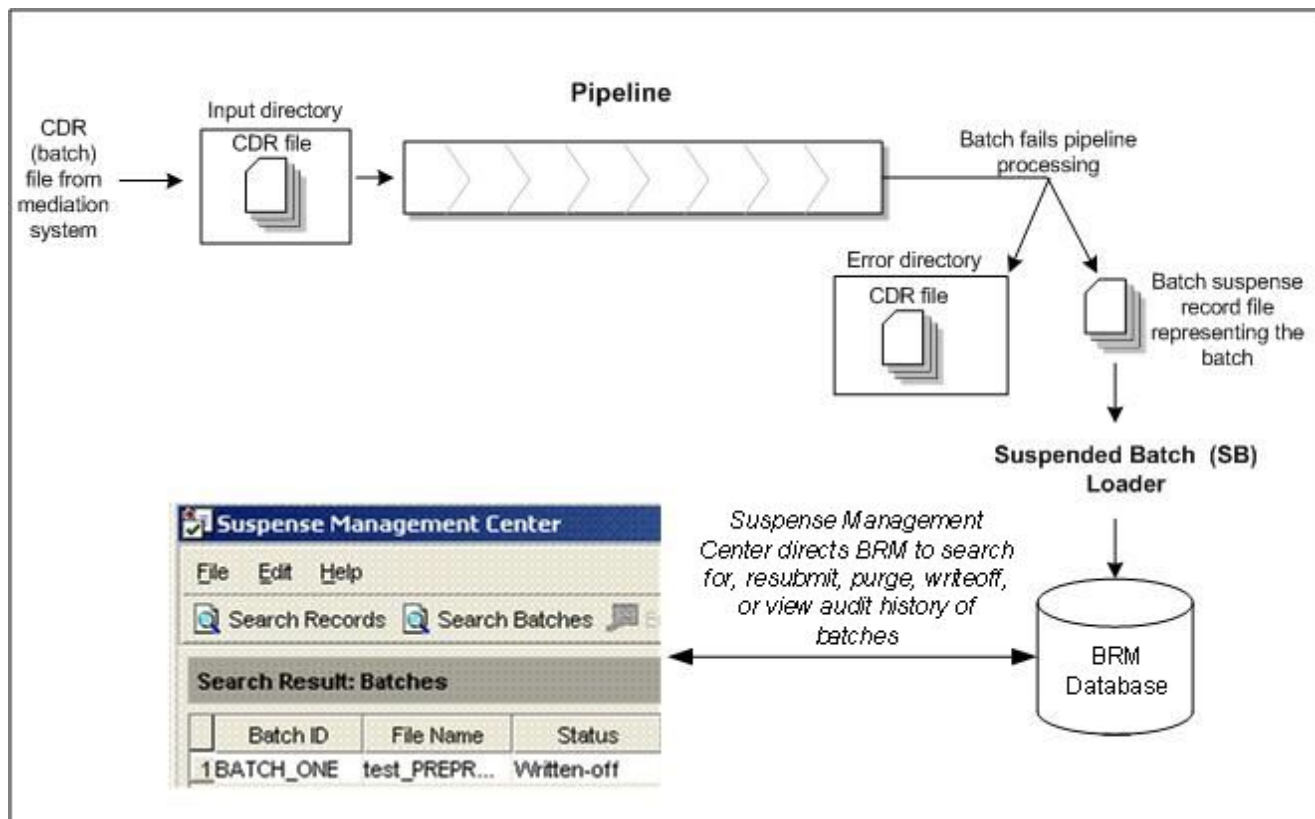 Pipeline
Input directory
CDR file
CDR
(batch)
file from
mediation
system
Batch fails pipeline
processing
Error directory
CDR file
Batch suspense
record file
representing the
batch
Suspended Batch (SB)
Loader
Suspense Management Center
File Edit Help
Search Records Search Batches
Search Result: Batches
Batch ID File Name Status
1 BATCH_ONE test_PREPR... Written-off
Suspense Management
Center directs BRM to search
for, resubmit, purge, writeoff,
or view audit history of
batches
BRM
Database